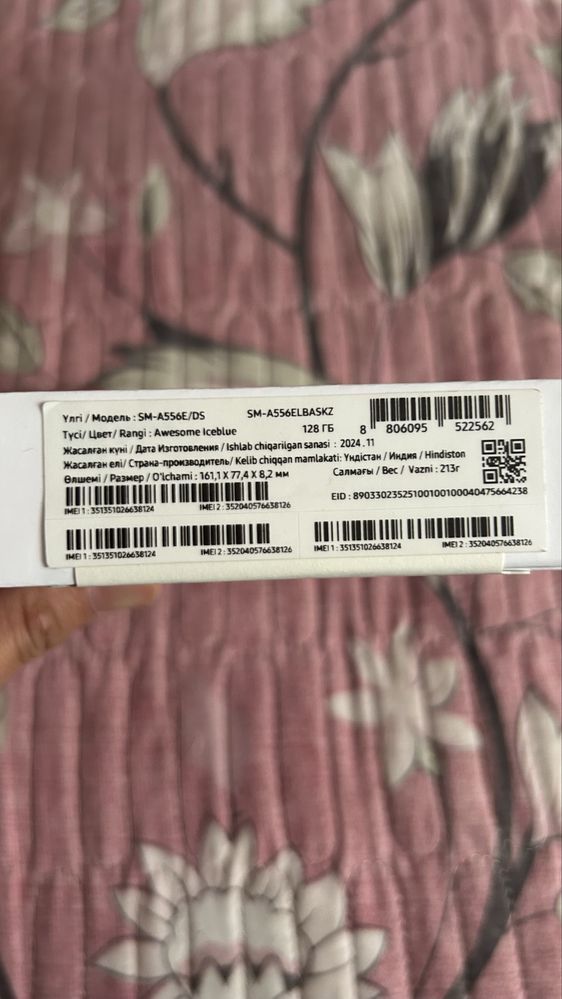 Үлгі / Модель : SM-A556E/DS SM-A556ELBASKZ
Түсі / Цвет/ Rangi : Awesome Iceblue 128 ГБ 8 806095 522562
Жасалған күні / Дата Изготовления / Ishlab chiqarilgan sanasi : 2024 .11
Жасалған елі / Страна-производитель/ Kelib chiqqan mamlakati: Үндістан / Индия / Hindiston
Өлшемі / Размер / O'lchami : 161,1 X 77,4 X 8,2 мм Салмағы / Вес / Vazni : 213г
IMEI 1 : 351351026638124 IMEI 2 : 352040576638126 EID : 89033023525100100100040475664238
IMEI 1 : 351351026638124 IMEI 2 : 352040576638126 IMEI 1 : 351351026638124 IMEI 2 : 352040576638126